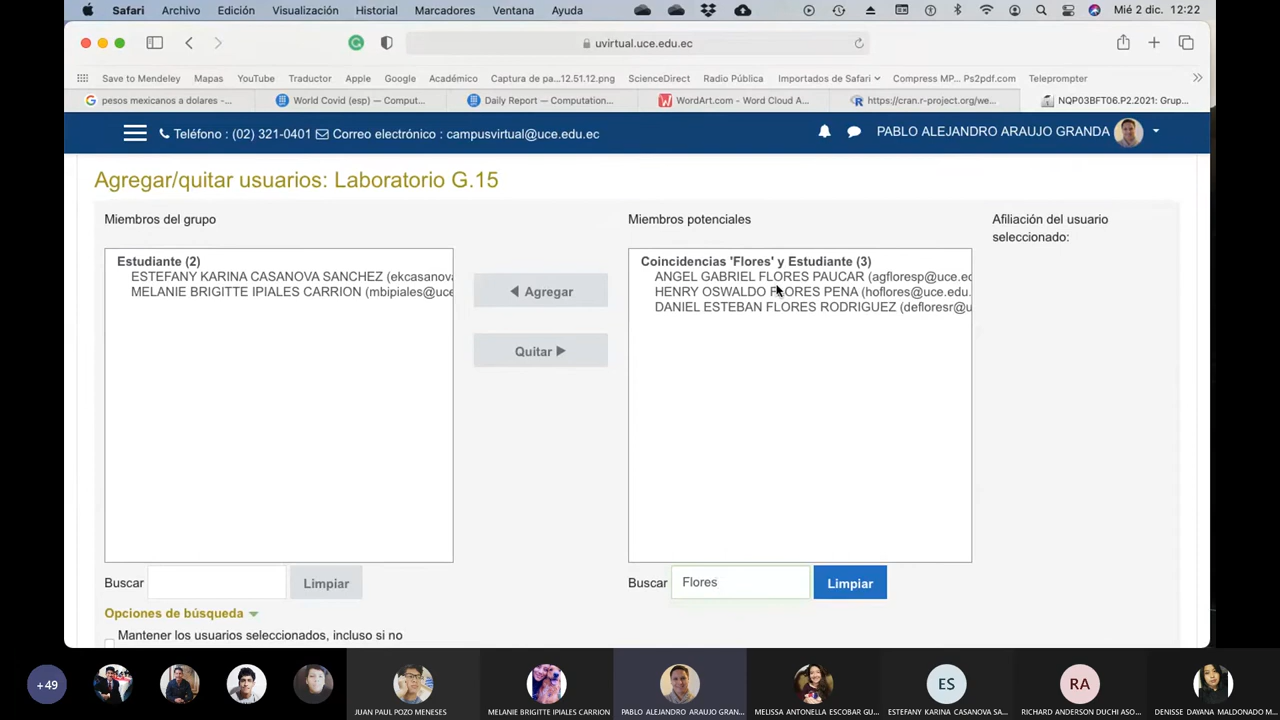 Safari Archivo Edición Visualización Historial Marcadores Ventana Ayuda Mié 2 dic. 12:22
uvirtual.uce.edu.ec
Save to Mendeley Mapas YouTube Traductor Apple Google Académico Captura de pa...12.51.12.png ScienceDirect Radio Pública Importados de Safari Compress MP... Ps2pdf.com Teleprompter
pesos mexicanos a dolares -... World Covid (esp) — Comput... Daily Report — Computation... WordArt.com - Word Cloud A... https://cran.r-project.org/we... NQP03BFT06.P2.2021: Grup...
Teléfono : (02) 321-0401 Correo electrónico : campusvirtual@uce.edu.ec PABLO ALEJANDRO ARAUJO GRANDA
Agregar/quitar usuarios: Laboratorio G.15
Miembros del grupo
Estudiante (2)
ESTEFANY KARINA CASANOVA SANCHEZ (ekcasanova
MELANIE BRIGITTE IPIALES CARRION (mbipiales@uce
Agregar
Quitar
Miembros potenciales
Coincidencias 'Flores' y Estudiante (3)
ANGEL GABRIEL FLORES PAUCAR (agfloresp@uce.ec
HENRY OSWALDO FLORES PENA (hoflores@uce.edu.
DANIEL ESTEBAN FLORES RODRIGUEZ (defloresr@u
Afiliación del usuario
seleccionado:
Buscar Limpiar
Buscar Flores Limpiar
Opciones de búsqueda
Mantener los usuarios seleccionados, incluso si no
+49 ES RA
JUAN PAUL POZO MENESES MELANIE BRIGITTE IPIALES CARRION PABLO ALEJANDRO ARAUJO GRAN... MELISSA ANTONELLA ESCOBAR GU... ESTEFANY KARINA CASANOVA SA... RICHARD ANDERSON DUCHI ASO... DENISSE DAYANA MALDONADO M...